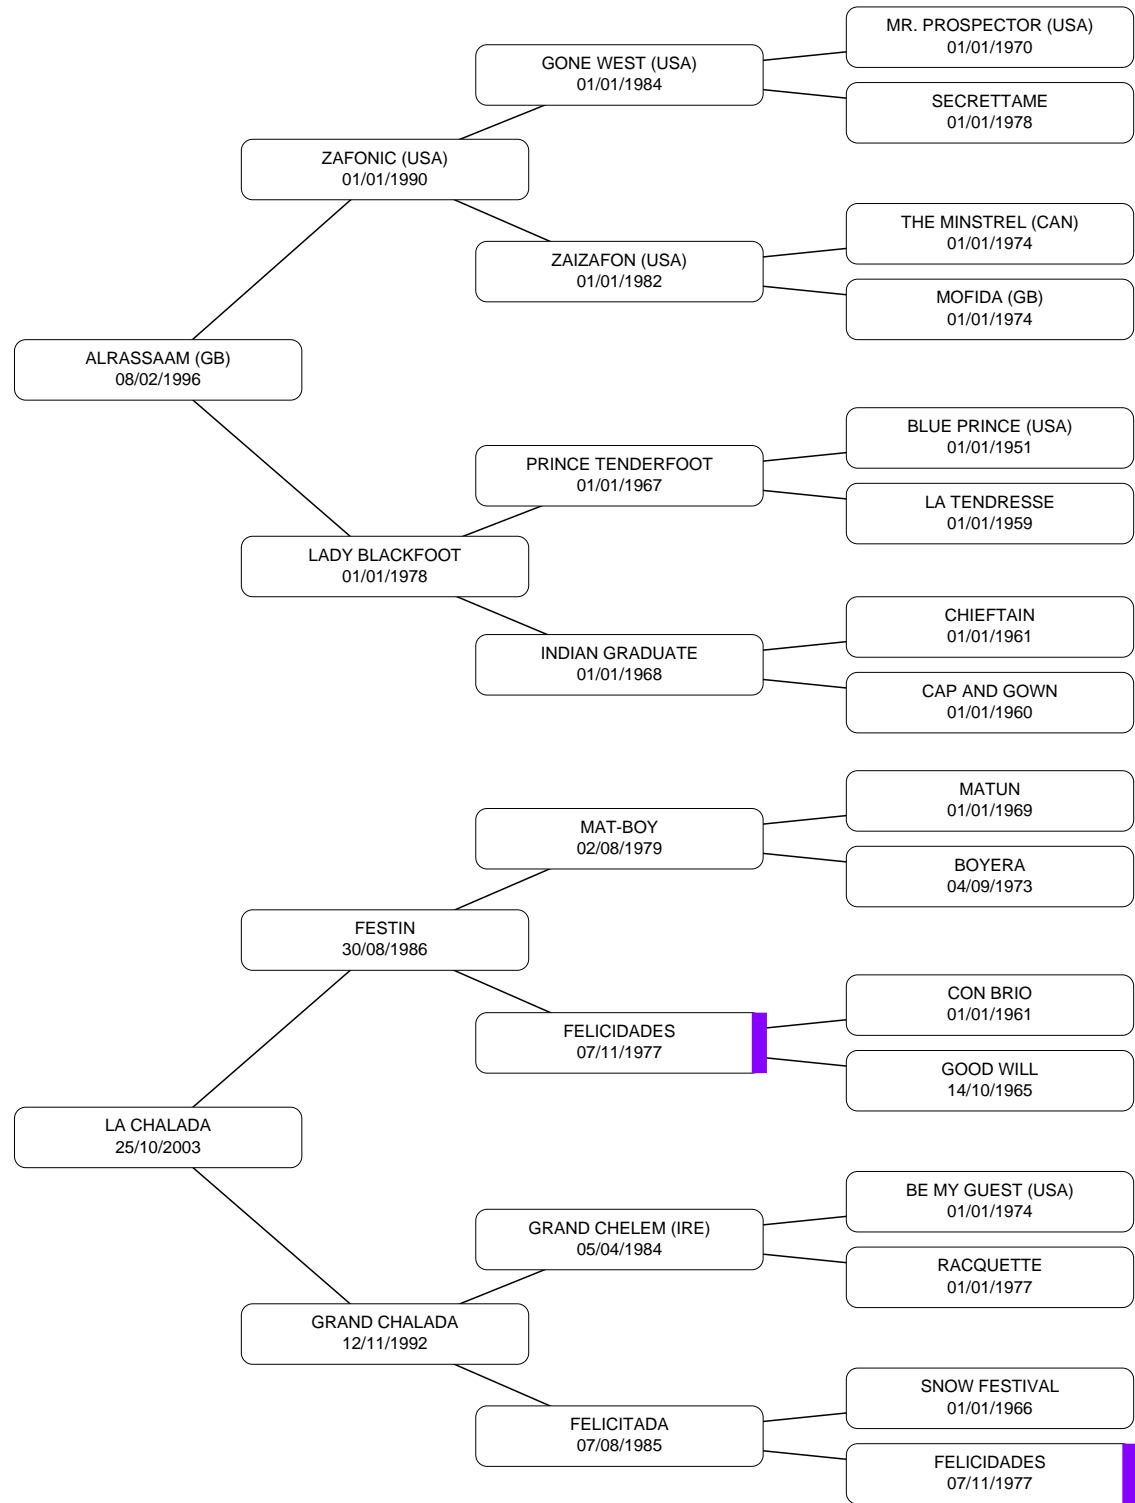 MR. PROSPECTOR (USA)
01/01/1970
GONE WEST (USA)
01/01/1984
SECRETTAME
01/01/1978
ZAFONIC (USA)
01/01/1990
THE MINSTREL (CAN)
01/01/1974
ZAIZAFON (USA)
01/01/1982
MOFIDA (GB)
01/01/1974
ALRASSAAM (GB)
08/02/1996
BLUE PRINCE (USA)
01/01/1951
PRINCE TENDERFOOT
01/01/1967
LA TENDRESSE
01/01/1959
LADY BLACKFOOT
01/01/1978
CHIEFTAIN
01/01/1961
INDIAN GRADUATE
01/01/1968
CAP AND GOWN
01/01/1960
MATUN
01/01/1969
MAT-BOY
02/08/1979
BOYERA
04/09/1973
FESTIN
30/08/1986
CON BRIO
01/01/1961
FELICIDADES
07/11/1977
GOOD WILL
14/10/1965
LA CHALADA
25/10/2003
BE MY GUEST (USA)
01/01/1974
GRAND CHELEM (IRE)
05/04/1984
RACQUETTE
01/01/1977
GRAND CHALADA
12/11/1992
SNOW FESTIVAL
01/01/1966
FELICITADA
07/08/1985
FELICIDADES
07/11/1977